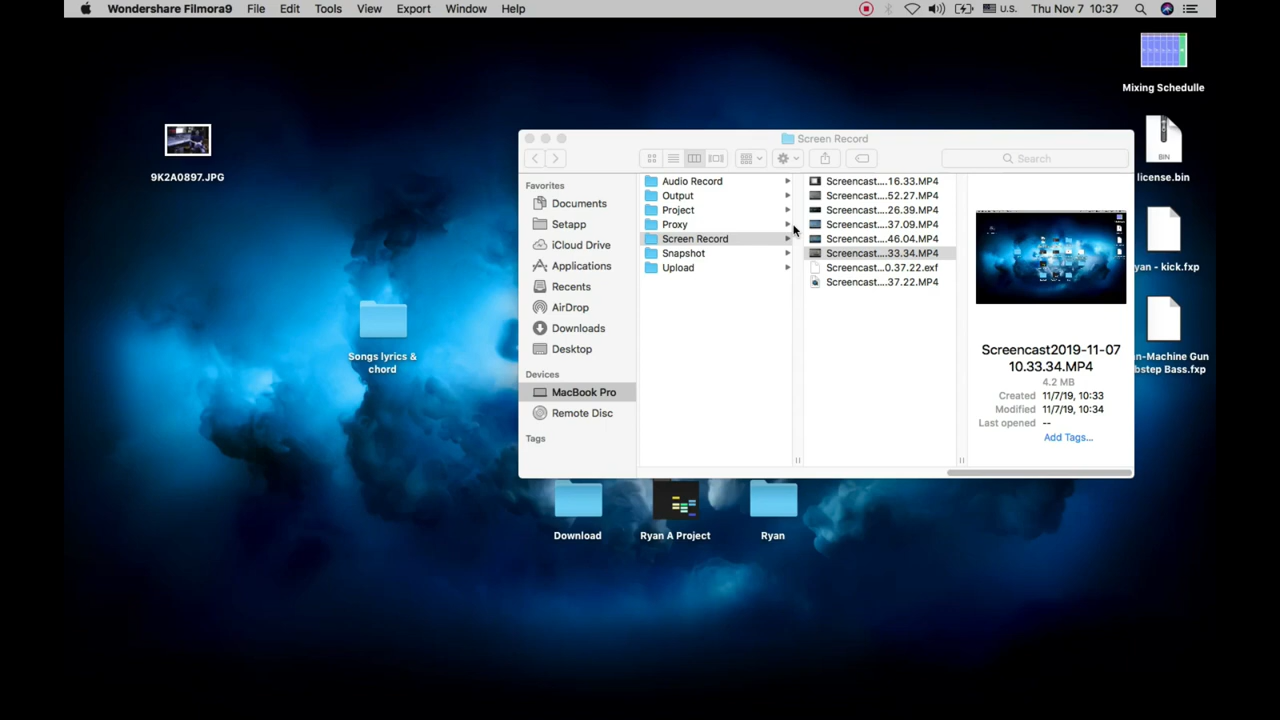 Wondershare Filmora9 File Edit Tools View Export Window Help U.S. Thu Nov 7 10:37
Mixing Schedulle
9K2A0897.JPG
BIN
license.bin
yan - kick.fxp
n-Machine Gun
bstep Bass.fxp
Songs lyrics &
chord
Download
Ryan A Project
Ryan
Screen Record
Search
Favorites
Documents
Setapp
iCloud Drive
Applications
Recents
AirDrop
Downloads
Desktop
Devices
MacBook Pro
Remote Disc
Tags
Audio Record
Output
Project
Proxy
Screen Record
Snapshot
Upload
Screencast....16.33.MP4
Screencast....52.27.MP4
Screencast....26.39.MP4
Screencast....37.09.MP4
Screencast....46.04.MP4
Screencast....33.34.MP4
Screencast...0.37.22.exf
Screencast....37.22.MP4
Screencast2019-11-07
10.33.34.MP4
4.2 MB
Created 11/7/19, 10:33
Modified 11/7/19, 10:34
Last opened --
Add Tags...